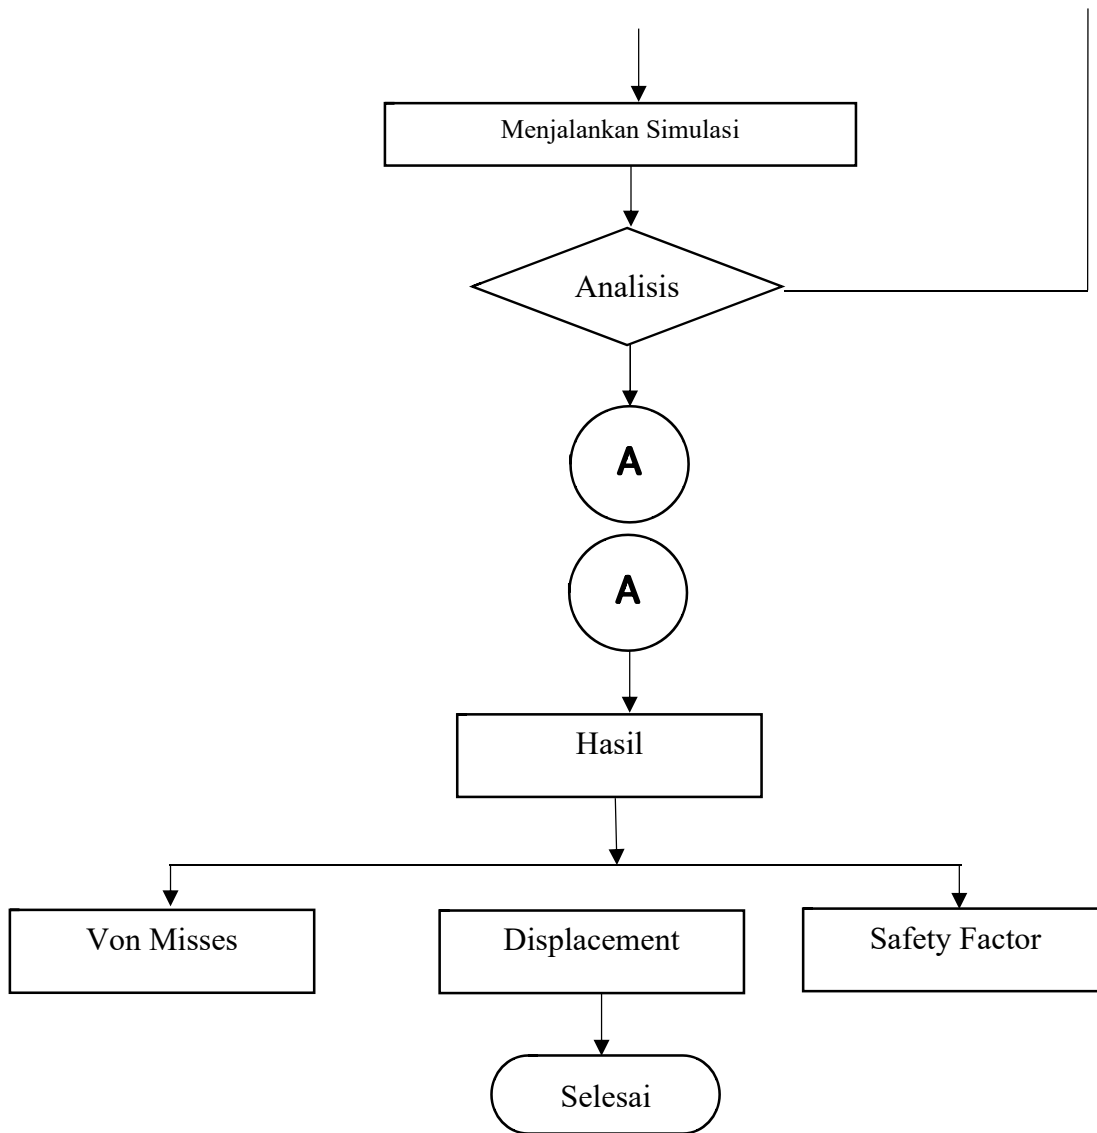 Menjalankan Simulasi
Analisis
A
A
Hasil
Von Misses
Displacement
Safety Factor
Selesai